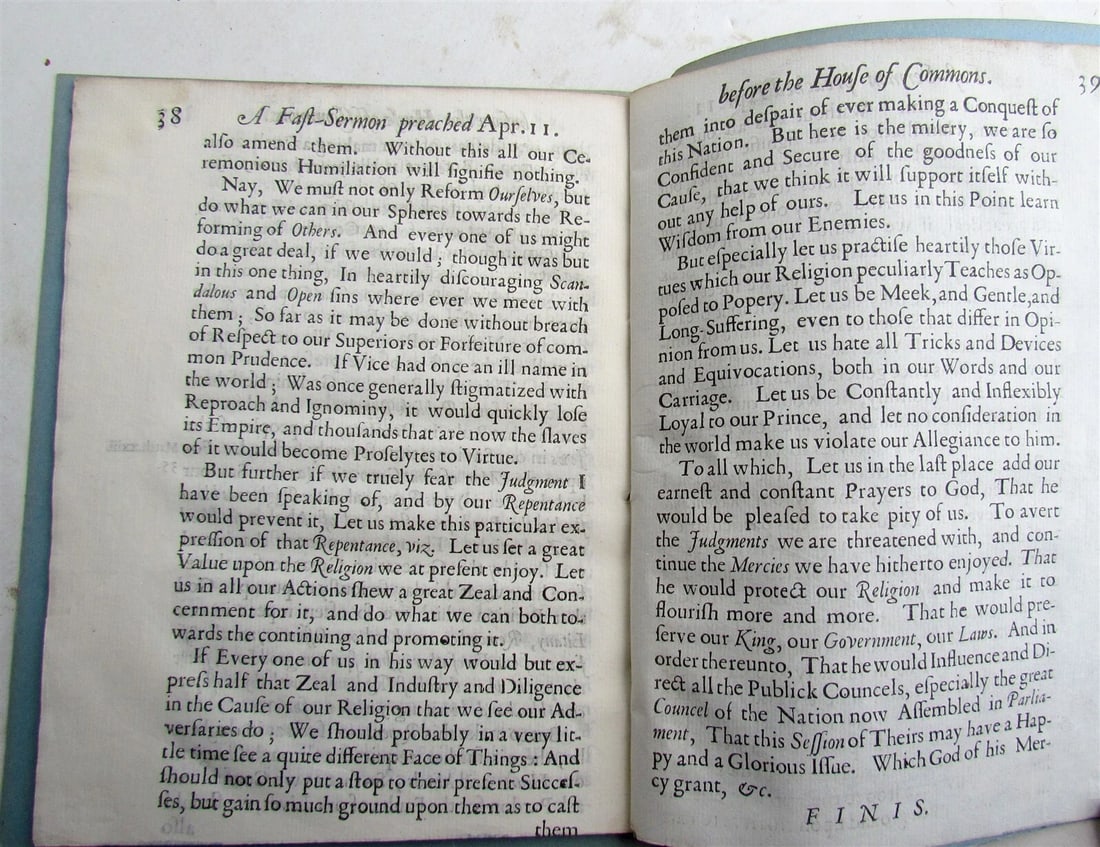 38
A Faſt-Sermon preached Apr. 11.
alſo amend them. Without this all our Ce-
remonious Humiliation will ſignifie nothing.
Nay, We muſt not only Reform Ourſelves, but
do what we can in our Spheres towards the Re-
forming of Others. And every one of us might
do a great deal, if we would; though it was but
in this one thing, In heartily diſcouraging Scan-
dalous and Open ſins where ever we meet with
them; So far as it may be done without breach
of Reſpect to our Superiors or Forfeiture of com-
mon Prudence. If Vice had once an ill name in
the world; Was once generally ſtigmatized with
Reproach and Ignominy, it would quickly loſe
its Empire, and thouſands that are now the ſlaves
of it would become Proſelytes to Virtue.
But further if we truely fear the Judgment I
have been ſpeaking of, and by our Repentance
would prevent it, Let us make this particular ex-
preſſion of that Repentance, viz. Let us ſet a great
Value upon the Religion we at preſent enjoy. Let
us in all our Actions ſhew a great Zeal and Con-
cernment for it, and do what we can both to-
wards the continuing and promoting it.
If Every one of us in his way would but ex-
preſs half that Zeal and Induſtry and Diligence
in the Cauſe of our Religion that we ſee our Ad-
verſaries do; We ſhould probably in a very lit-
tle time ſee a quite different Face of Things: And
ſhould not only put a ſtop to their preſent Succeſ-
ſes, but gain ſo much ground upon them as to caſt
them
before the Houſe of Commons.
39
them into deſpair of ever making a Conqueſt of
this Nation. But here is the miſery, we are ſo
Confident and Secure of the goodneſs of our
Cauſe, that we think it will ſupport itſelf with-
out any help of ours. Let us in this Point learn
Wiſdom from our Enemies.
But eſpecially let us practiſe heartily thoſe Vir-
tues which our Religion peculiarly Teaches as Op-
poſed to Popery. Let us be Meek, and Gentle, and
Long-Suffering, even to thoſe that differ in Opi-
nion from us. Let us hate all Tricks and Devices
and Equivocations, both in our Words and our
Carriage. Let us be Conſtantly and Inflexibly
Loyal to our Prince, and let no conſideration in
the world make us violate our Allegiance to him.
To all which, Let us in the laſt place add our
earneſt and conſtant Prayers to God, That he
would be pleaſed to take pity of us. To avert
the Judgments we are threatened with, and con-
tinue the Mercies we have hitherto enjoyed. That
he would protect our Religion and make it to
flouriſh more and more. That he would pre-
ſerve our King, our Government, our Laws. And in
order thereunto, That he would Influence and Di-
rect all the Publick Councels, eſpecially the great
Councel of the Nation now Aſſembled in Parlia-
ment, That this Seſſion of Theirs may have a Hap-
py and a Glorious Iſſue. Which God of his Mer-
cy grant, &c.
FINIS.